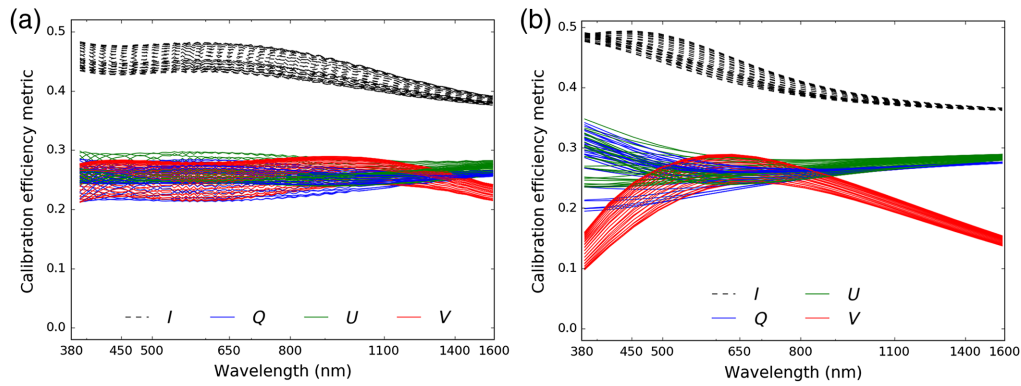 (a)
0.5
0.4
0.3
0.2
0.1
0.0
Calibration efficiency metric
I Q U V
380 450 500 650 800 1100 1400 1600
Wavelength (nm)
(b)
0.5
0.4
0.3
0.2
0.1
0.0
Calibration efficiency metric
I U
Q V
380 450 500 650 800 1100 1400 1600
Wavelength (nm)